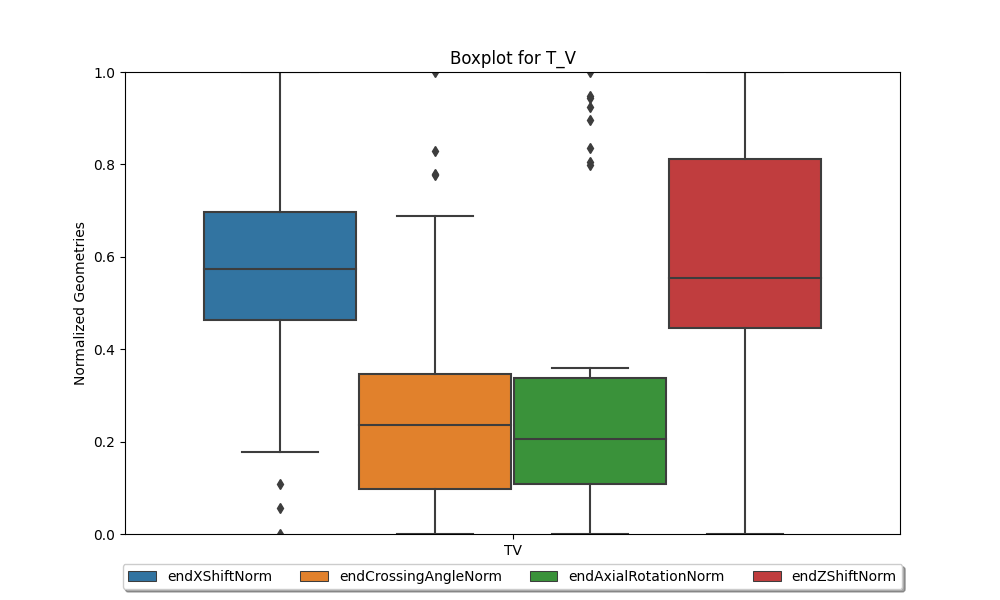 Boxplot for T_V
1.0
0.8
0.6
0.4
0.2
0.0
Normalized Geometries
TV
endXShiftNorm endCrossingAngleNorm endAxialRotationNorm endZShiftNorm